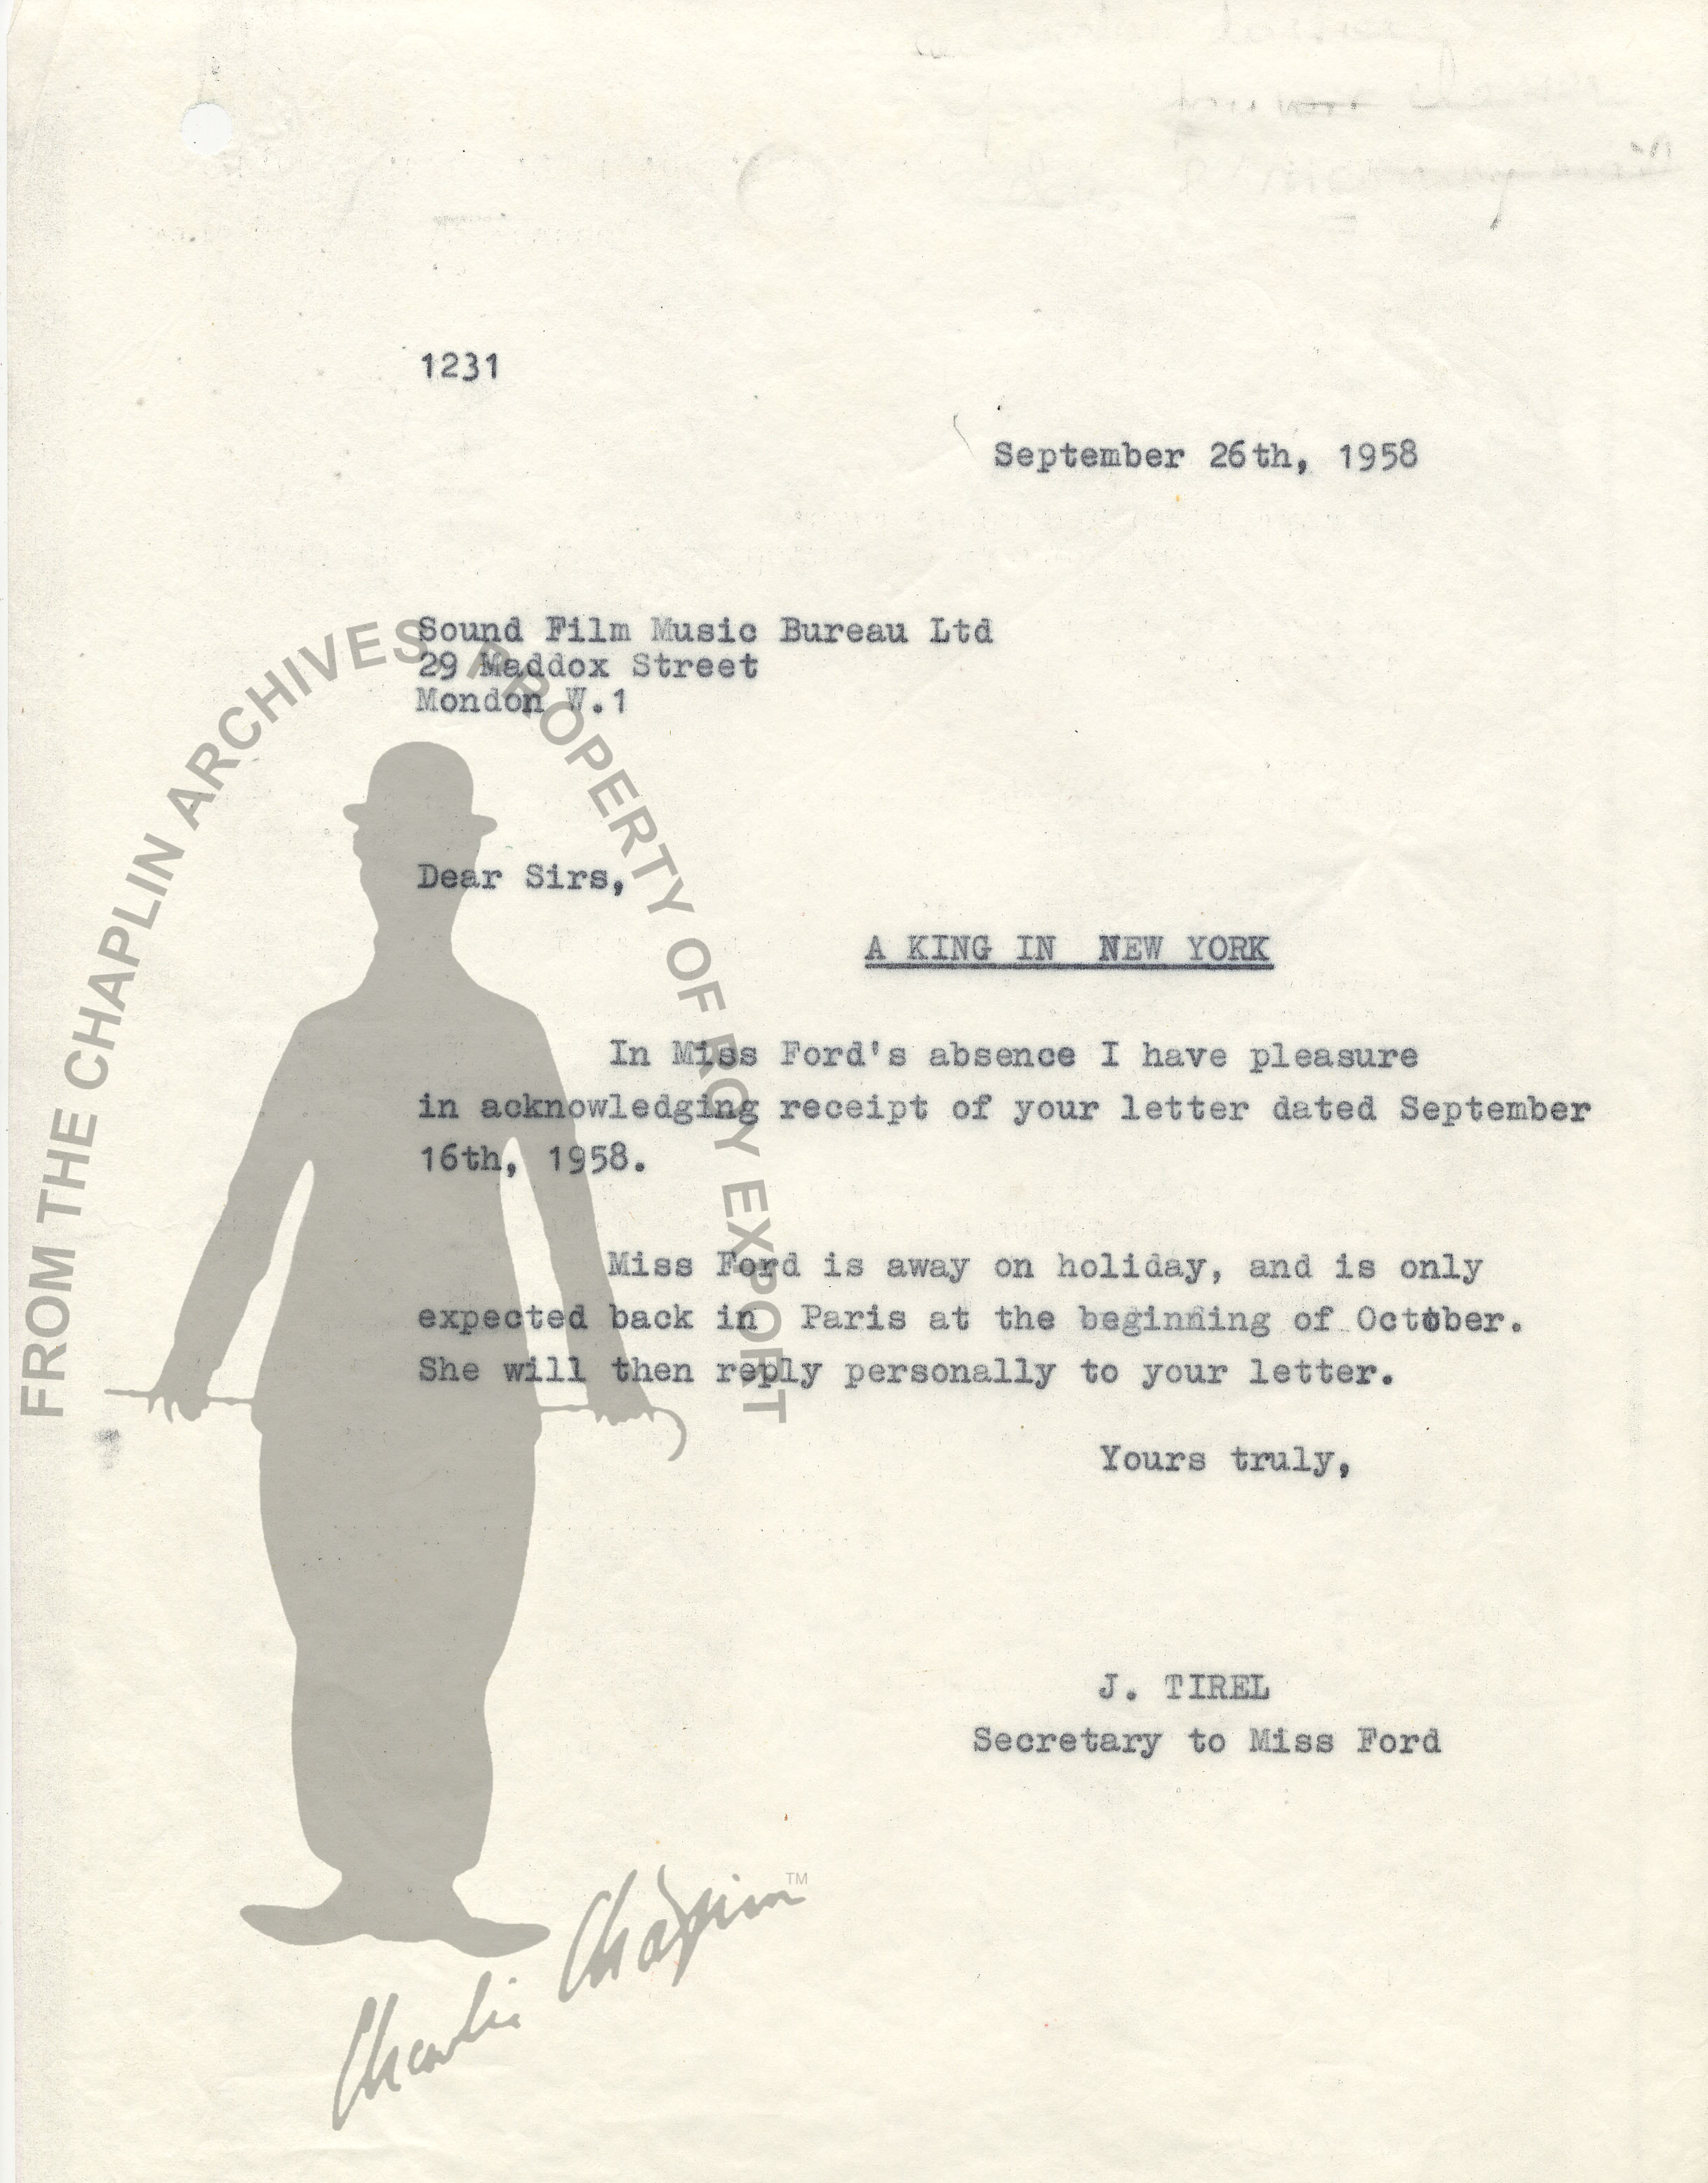 1231
September 26th, 1958
Sound Film Music Bureau Ltd
29 Maddox Street
Mondon W.1
Dear Sirs,
A KING IN NEW YORK
In Miss Ford's absence I have pleasure
in acknowledging receipt of your letter dated September
16th, 1958.
Miss Ford is away on holiday, and is only
expected back in Paris at the beginning of October.
She will then reply personally to your letter.
Yours truly,
J. TIREL
Secretary to Miss Ford
FROM THE CHAPLIN ARCHIVES. PROPERTY OF ROY EXPORT
Charlie Chaplin TM